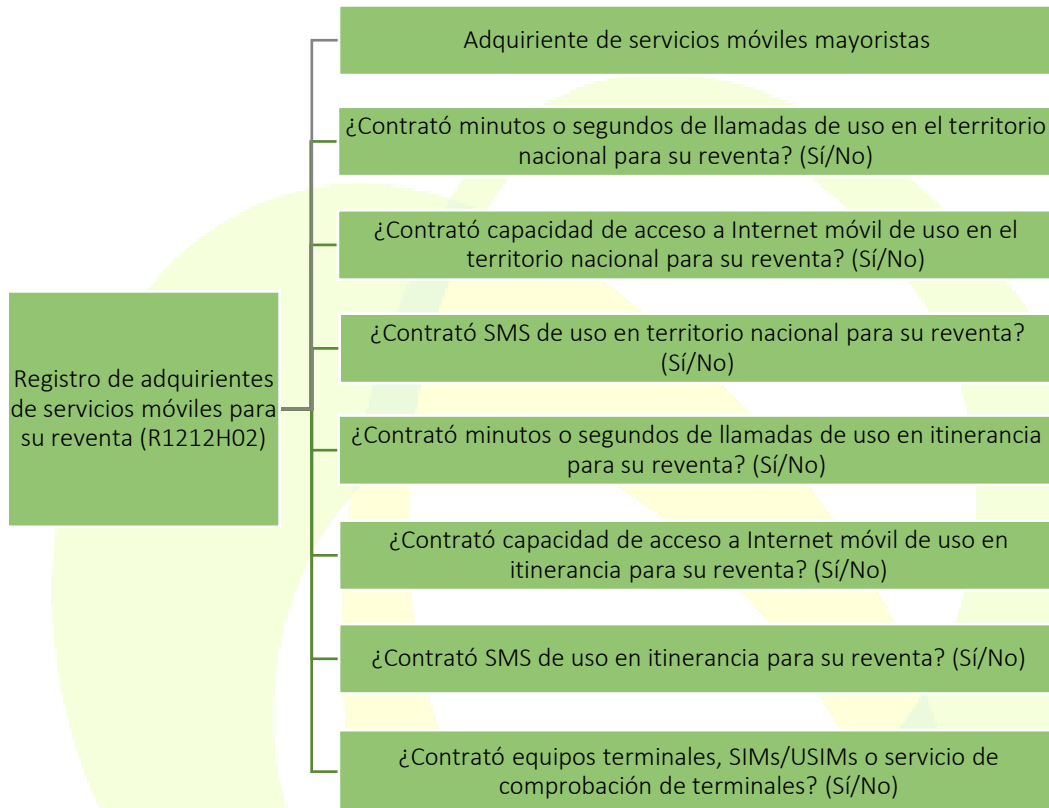 Adquiriente de servicios móviles mayoristas
¿Contrató minutos o segundos de llamadas de uso en el territorio
nacional para su reventa? (Sí/No)
¿Contrató capacidad de acceso a Internet móvil de uso en el
territorio nacional para su reventa? (Sí/No)
¿Contrató SMS de uso en territorio nacional para su reventa?
(Sí/No)
Registro de adquirientes
de servicios móviles para
su reventa (R1212H02)
¿Contrató minutos o segundos de llamadas de uso en itinerancia
para su reventa? (Sí/No)
¿Contrató capacidad de acceso a Internet móvil de uso en
itinerancia para su reventa? (Sí/No)
¿Contrató SMS de uso en itinerancia para su reventa? (Sí/No)
¿Contrató equipos terminales, SIMs/USIMs o servicio de
comprobación de terminales? (Sí/No)